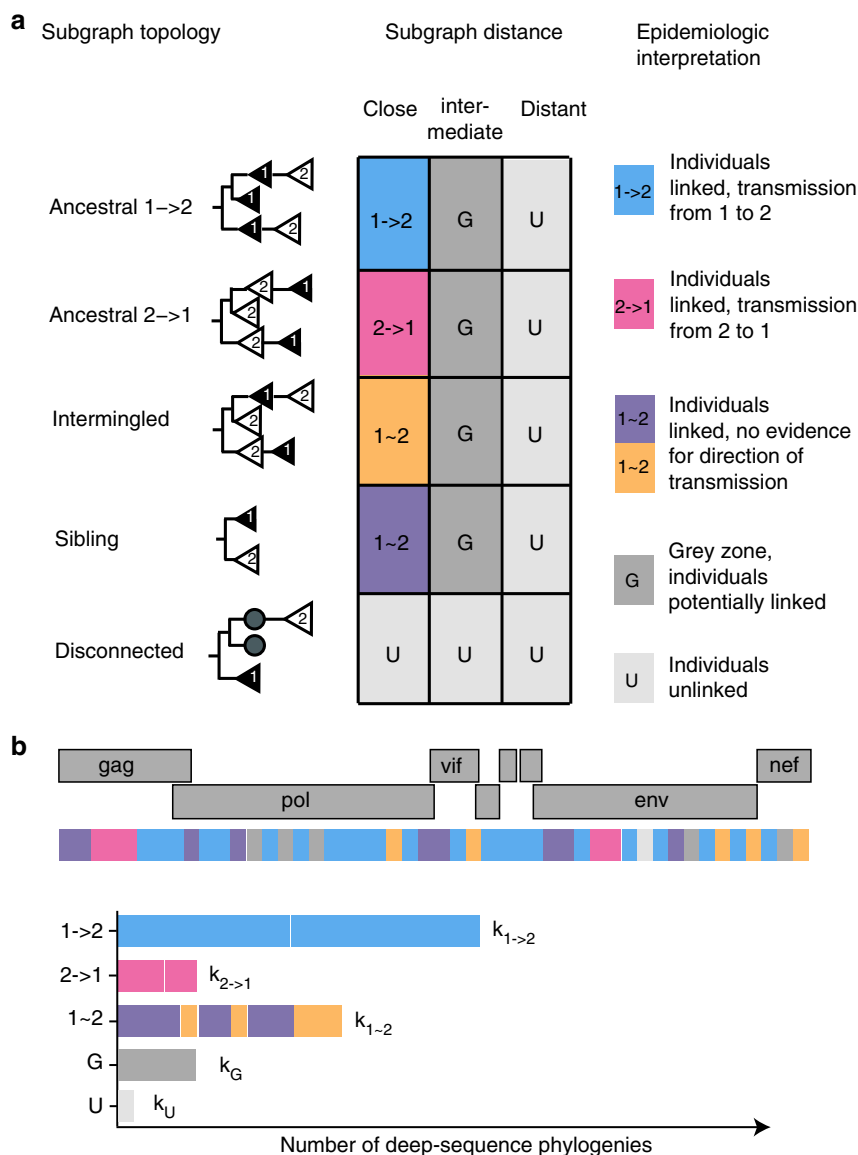 a
Subgraph topology
Subgraph distance
Epidemiologic
interpretation
Close
inter-
mediate
Distant
Ancestral 1–>2
1
2
1
1
2
1->2
G
U
1->2
Individuals
linked, transmission
from 1 to 2
Ancestral 2–>1
2
1
2
2
1
2->1
G
U
2->1
Individuals
linked, transmission
from 2 to 1
Intermingled
1
2
2
2
1
1~2
G
U
1~2
1~2
Individuals
linked, no evidence
for direction of
transmission
Sibling
1
2
1~2
G
U
G
Grey zone,
individuals
potentially linked
Disconnected
2
1
U
U
U
U
Individuals
unlinked
b
gag
vif
nef
pol
env
1->2
k1->2
2->1
k2->1
1~2
k1~2
G
kG
U
kU
Number of deep-sequence phylogenies